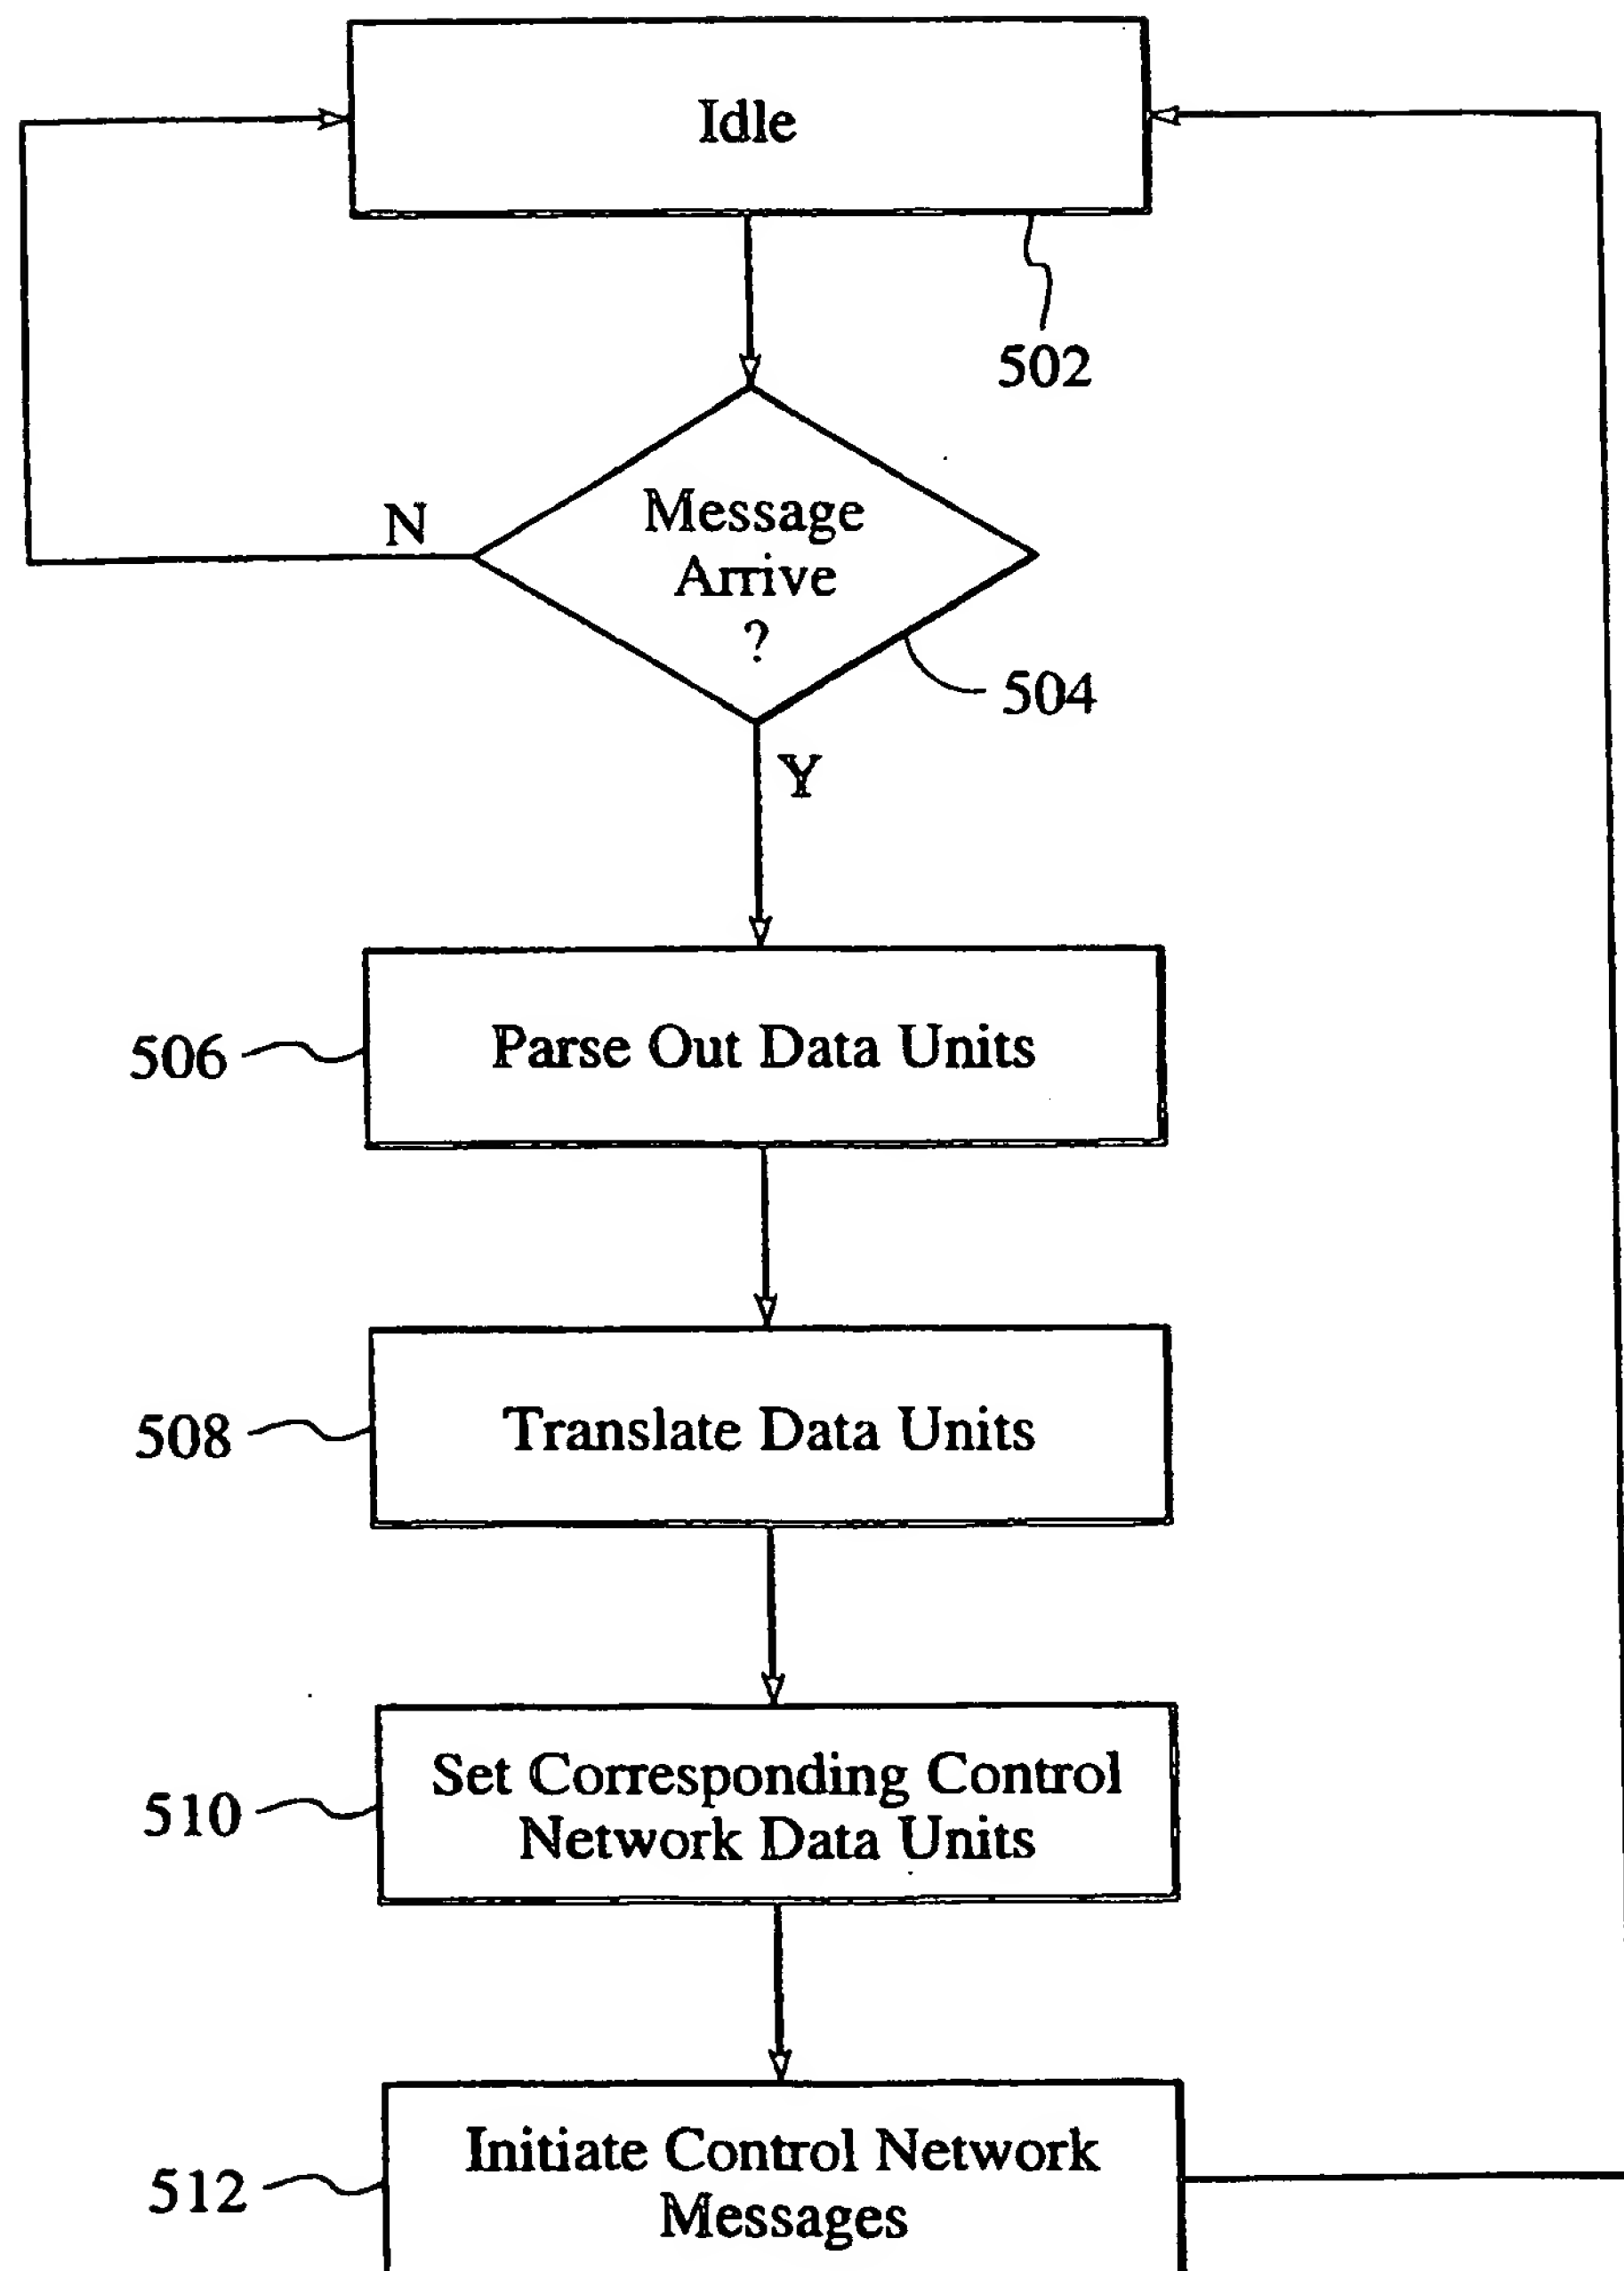 Idle
502
Message
Arrive
?
N
504
Y
506
Parse Out Data Units
508
Translate Data Units
510
Set Corresponding Control
Network Data Units
512
Initiate Control Network
Messages